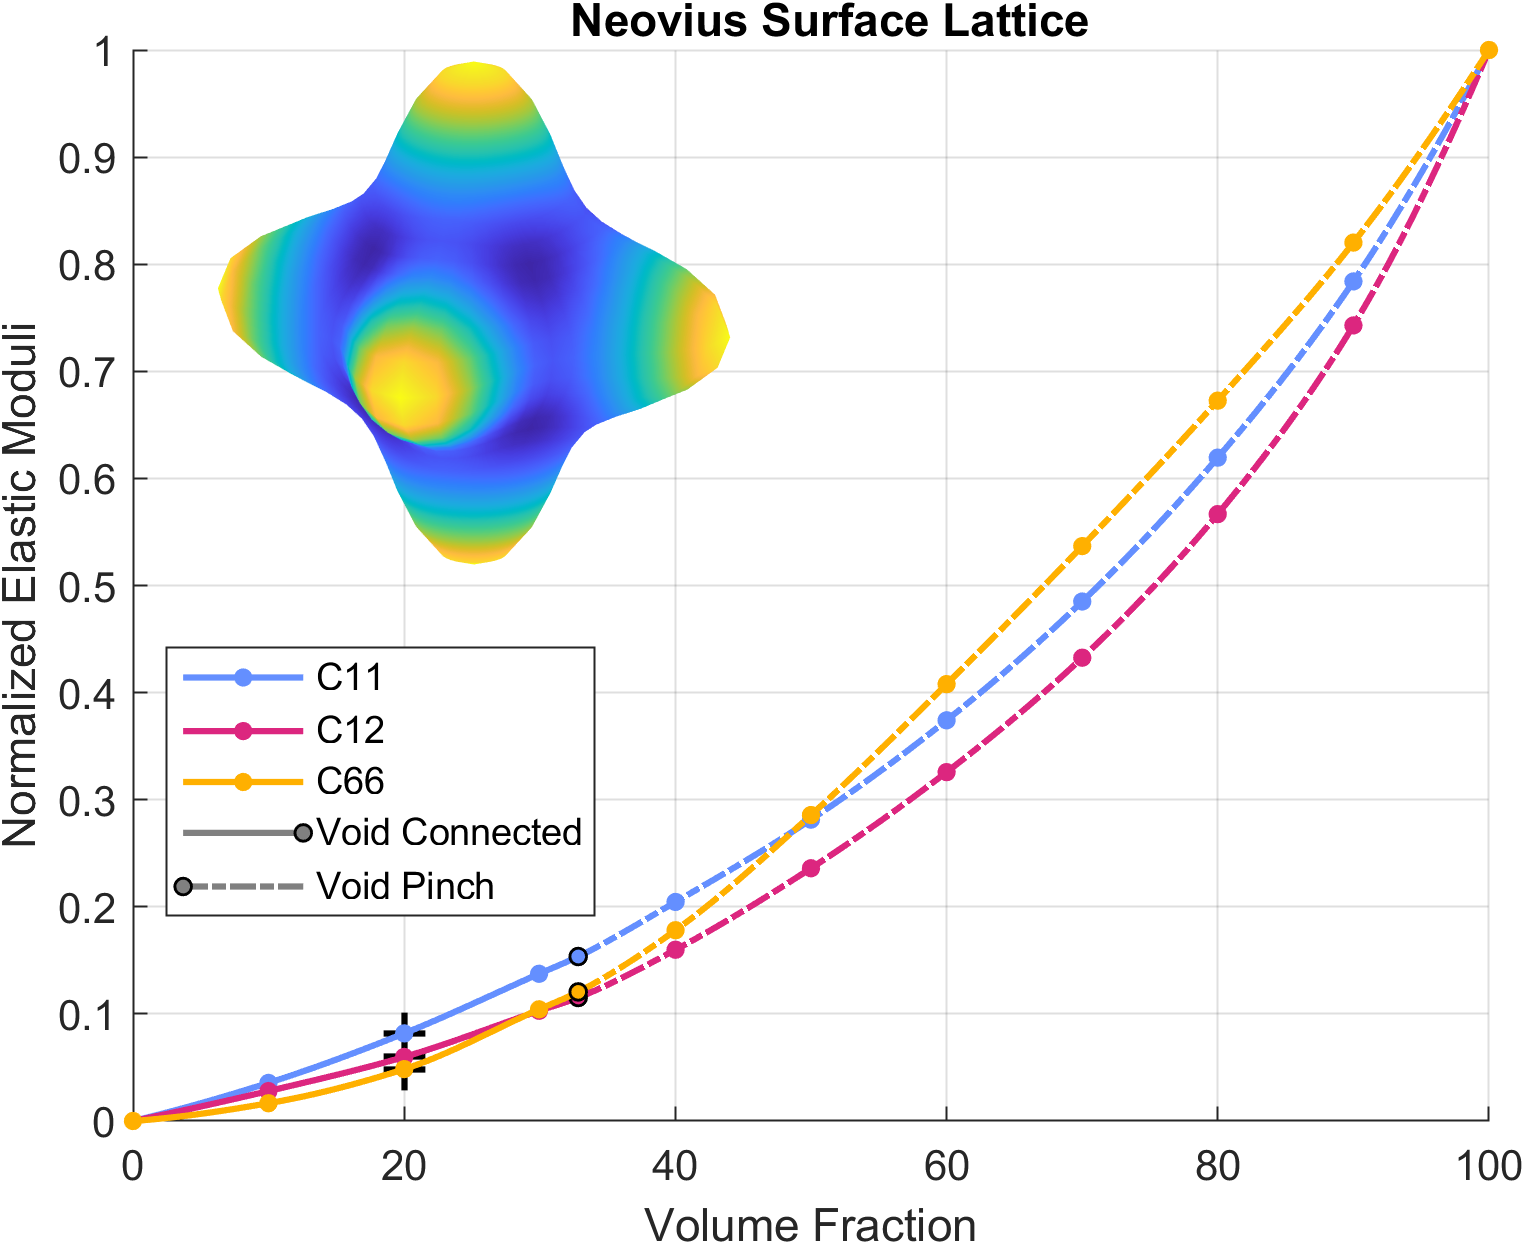 Neovius Surface Lattice
1
0.9
0.8
0.7
0.6
0.5
0.4
0.3
0.2
0.1
0
Normalized Elastic Moduli
C11
C12
C66
Void Connected
Void Pinch
0 20 40 60 80 100
Volume Fraction